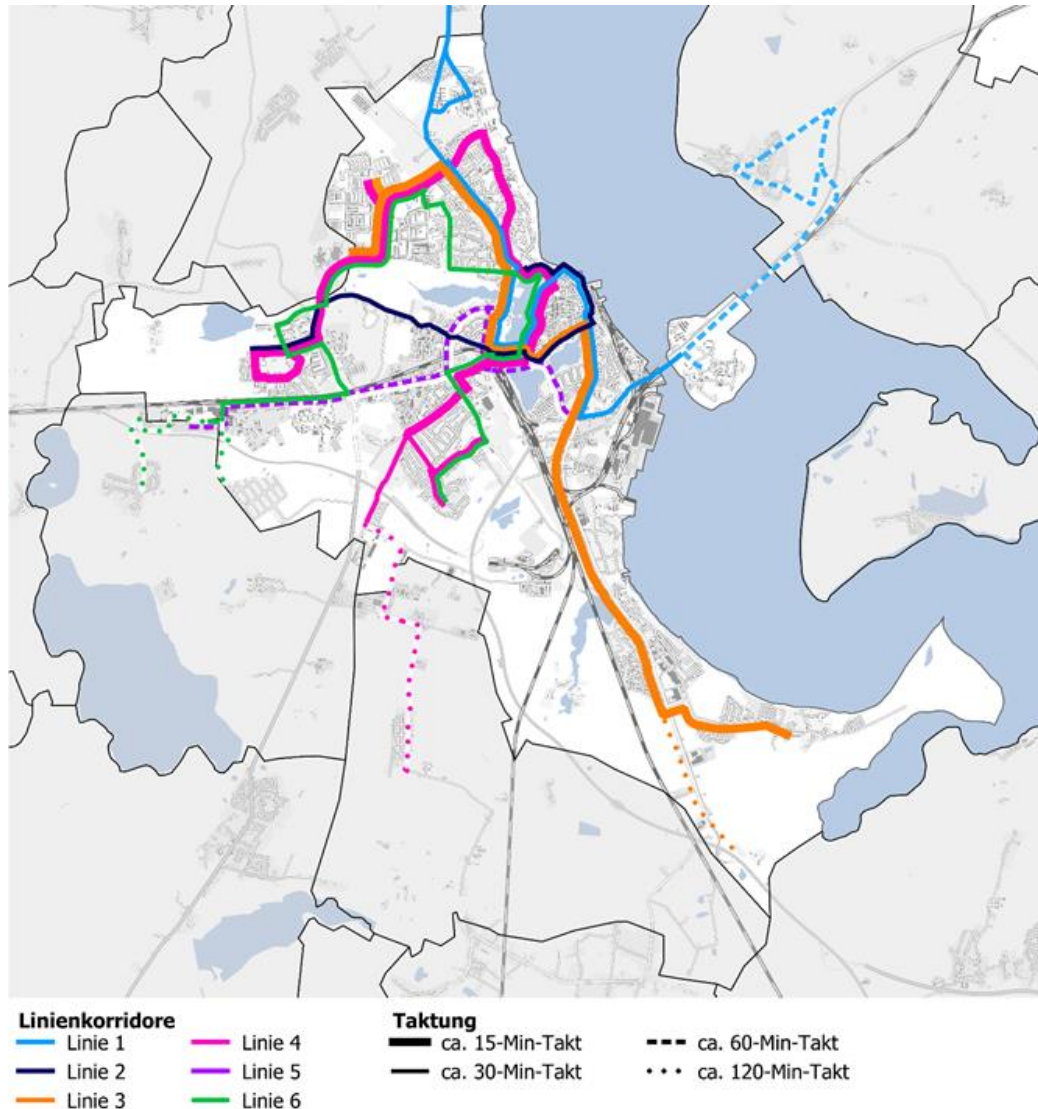 Linienkorridore
Linie 1
Linie 2
Linie 3
Linie 4
Linie 5
Linie 6
Taktung
ca. 15-Min-Takt
ca. 30-Min-Takt
ca. 60-Min-Takt
ca. 120-Min-Takt